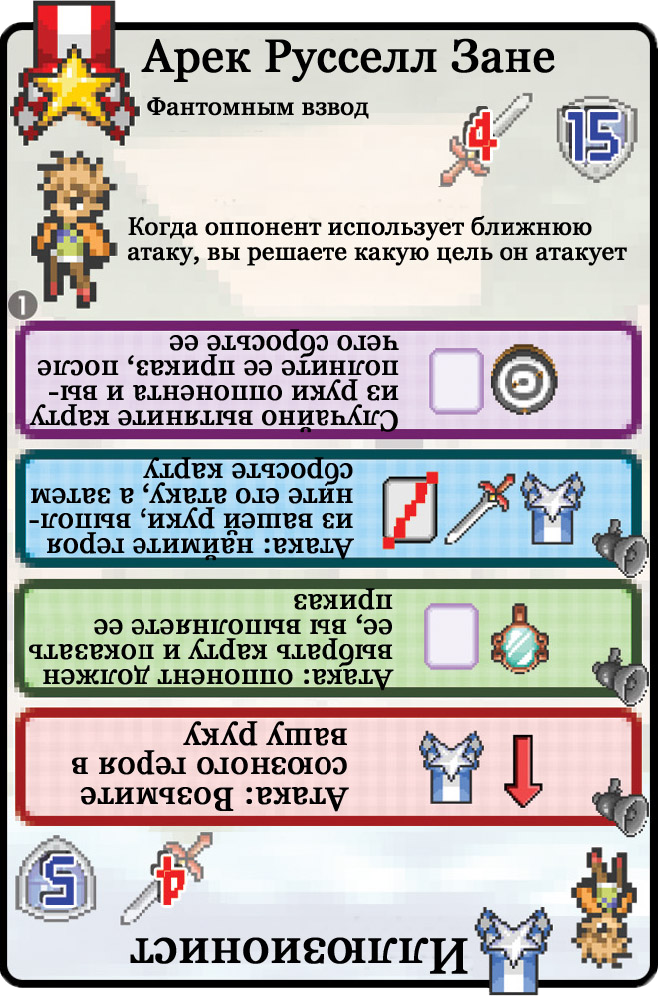 Арек Русселл Зане
Фантомным взвод
4
15
Когда оппонент использует ближнюю
атаку, вы решаете какую цель он атакует
1
Иллюзионист
4
5
Атака: Возьмите
союзного героя в
вашу руку
Атака: оппонент должен
выбрать карту и показать
ее, вы выполняете ее
приказ
Атака: наймите героя
из вашей руки, выпол-
ните его атаку, а затем
сбросьте карту
Случайно вытяните карту
из руки оппонента и вы-
полните ее приказ, после
чего сбросьте ее